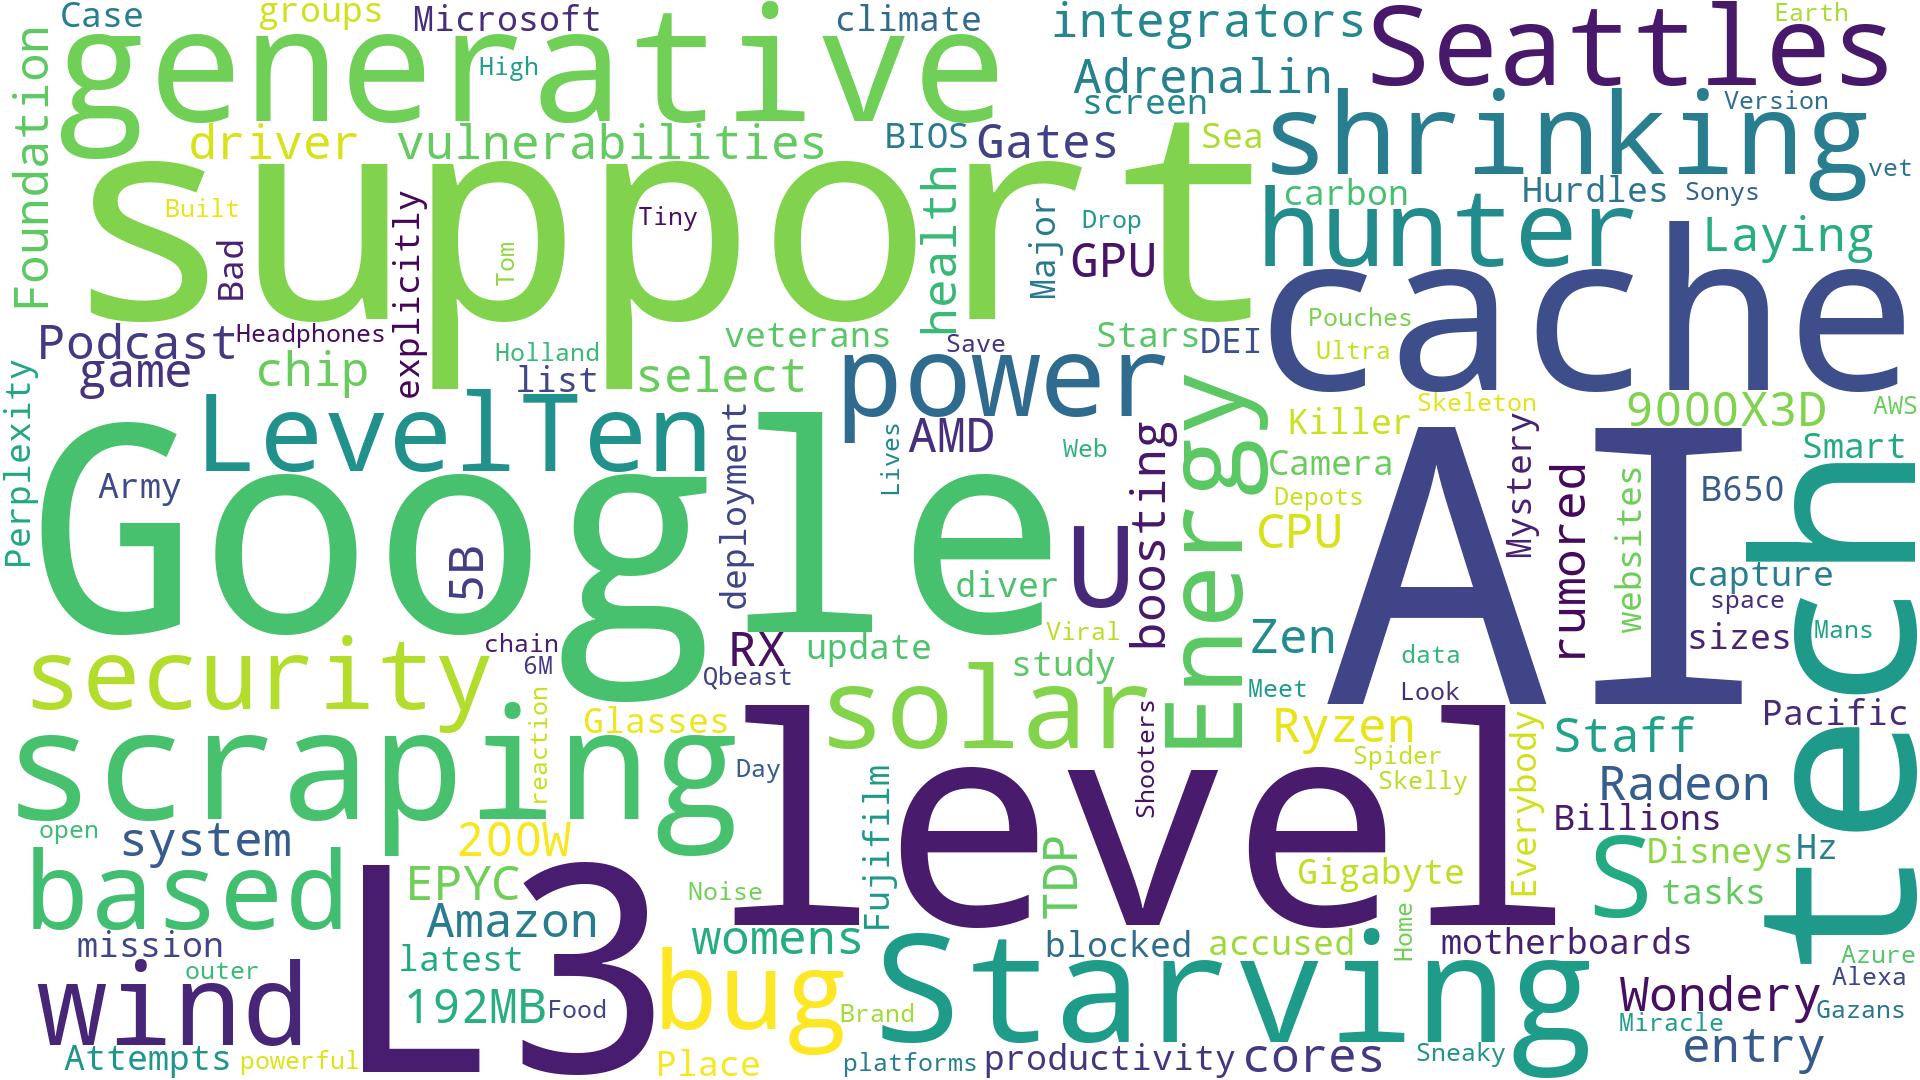 Case
groups
Microsoft
climate
integrators
Seattles
Earth
Foundation
generative
High
Adrenalin
screen
shrinking
Version
driver
vulnerabilities
BIOS
Gates
Sea
vet
support
Built
Bad
explicitly
Tom
Tiny
health
Major
Drop
GPU
carbon
Hurdles
Sonys
hunter
Laying
cache
Podcast
Headphones
game
chip
Holland
list
select
veterans
Save
Stars
DEI
Pouches
Ultra
power
Perplexity
LevelTen
Army
Google
5B
deployment
AMD
Lives
Web
boosting
Energy
Killer
Skeleton
9000X3D
AWS
Camera
Depots
CPU
AI
Mystery
rumored
websites
B650
Smart
tech
U
diver
capture
space
sizes
Mans
Zen
data
Look
Meet
security
chain
6M
RX
Qbeast
update
Viral
study
solar
Pacific
scraping
reaction
Glasses
Day
Fujifilm
level
Shooters
Ryzen
Spider
Skelly
Everybody
Staff
Radeon
Billions
open
system
200W
based
L3
EPYC
Amazon
latest
192MB
Food
Noise
womens
TDP
Gigabyte
S
Disneys
Hz
tasks
mission
outer
wind
bug
Brand
Starving
blocked
accused
Home
motherboards
Azure
Alexa
Wondery
Gazans
Miracle
entry
Attempts
powerful
Place
platforms
productivity
cores
Sneaky